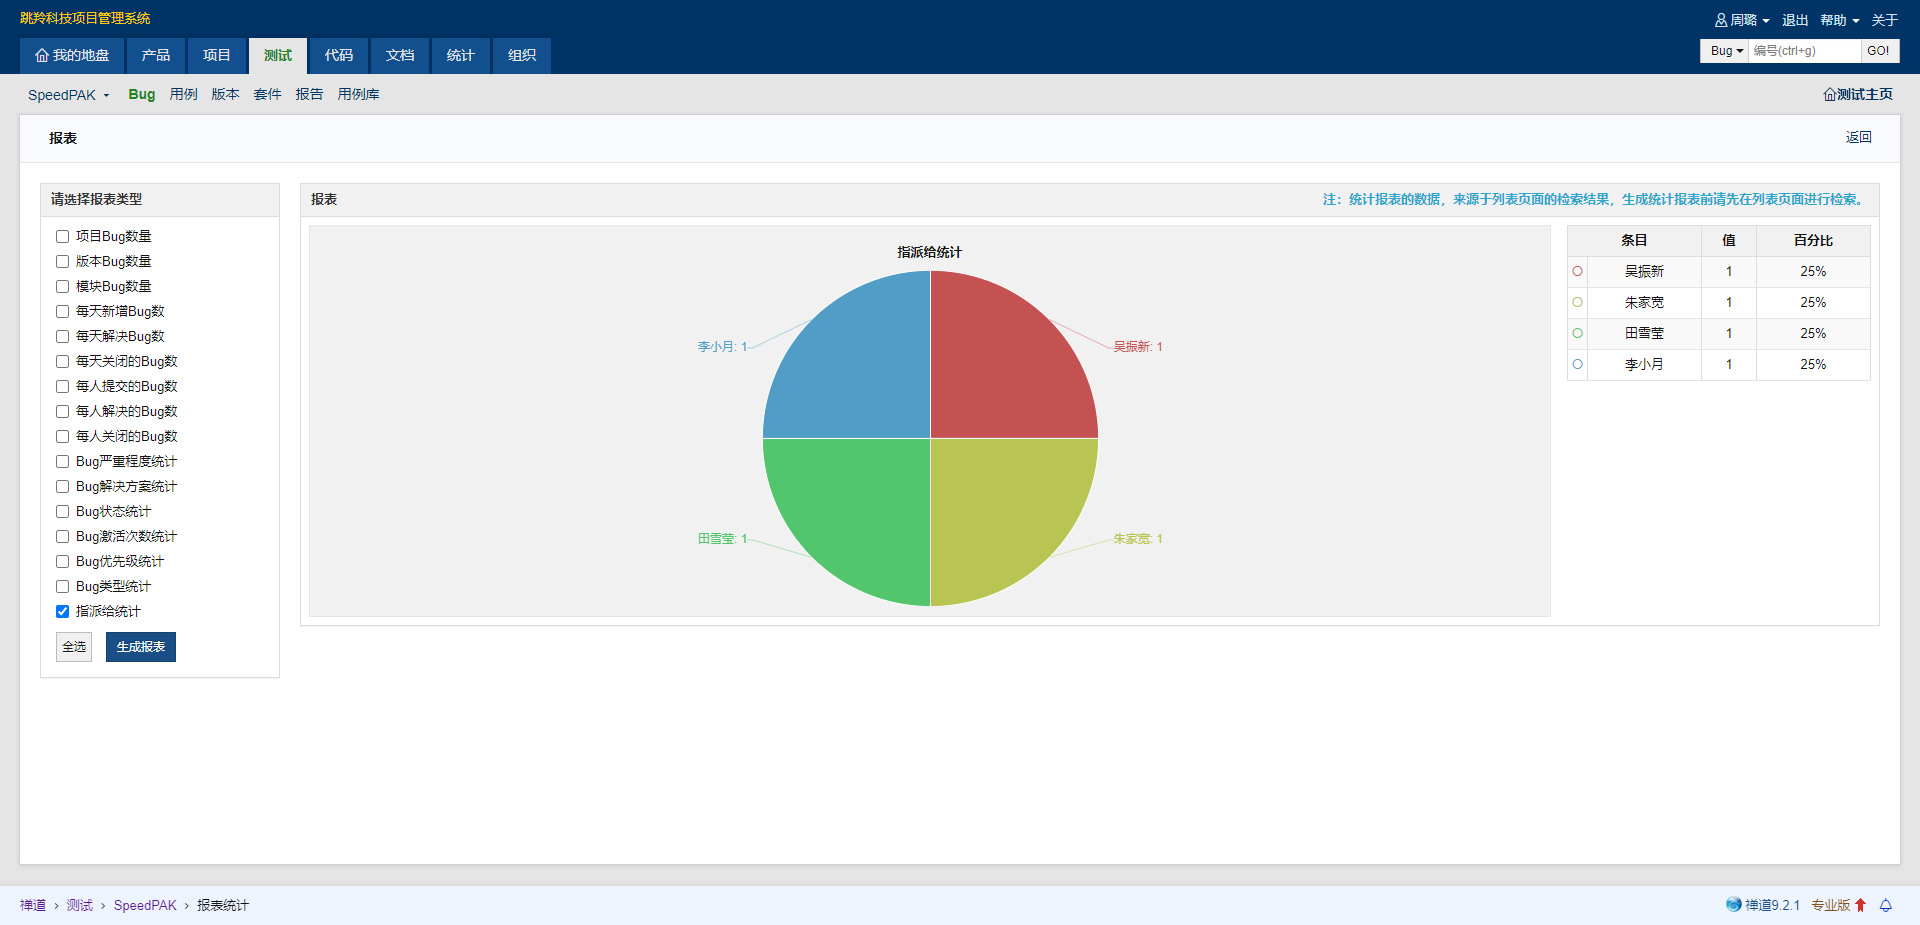 跳羚科技项目管理系统
周璐 退出 帮助 关于
我的地盘 产品 项目 测试 代码 文档 统计 组织
Bug 编号(ctrl+g) GO!
SpeedPAK Bug 用例 版本 套件 报告 用例库
测试主页
报表
返回
请选择报表类型
项目Bug数量
版本Bug数量
模块Bug数量
每天新增Bug数
每天解决Bug数
每天关闭的Bug数
每人提交的Bug数
每人解决的Bug数
每人关闭的Bug数
Bug严重程度统计
Bug解决方案统计
Bug状态统计
Bug激活次数统计
Bug优先级统计
Bug类型统计
指派给统计
全选 生成报表
报表
注：统计报表的数据，来源于列表页面的检索结果，生成统计报表前请先在列表页面进行检索。
指派给统计
李小月: 1
吴振新: 1
田雪莹: 1
朱家宽: 1
条目 值 百分比
吴振新 1 25%
朱家宽 1 25%
田雪莹 1 25%
李小月 1 25%
禅道 › 测试 › SpeedPAK › 报表统计
禅道9.2.1 专业版